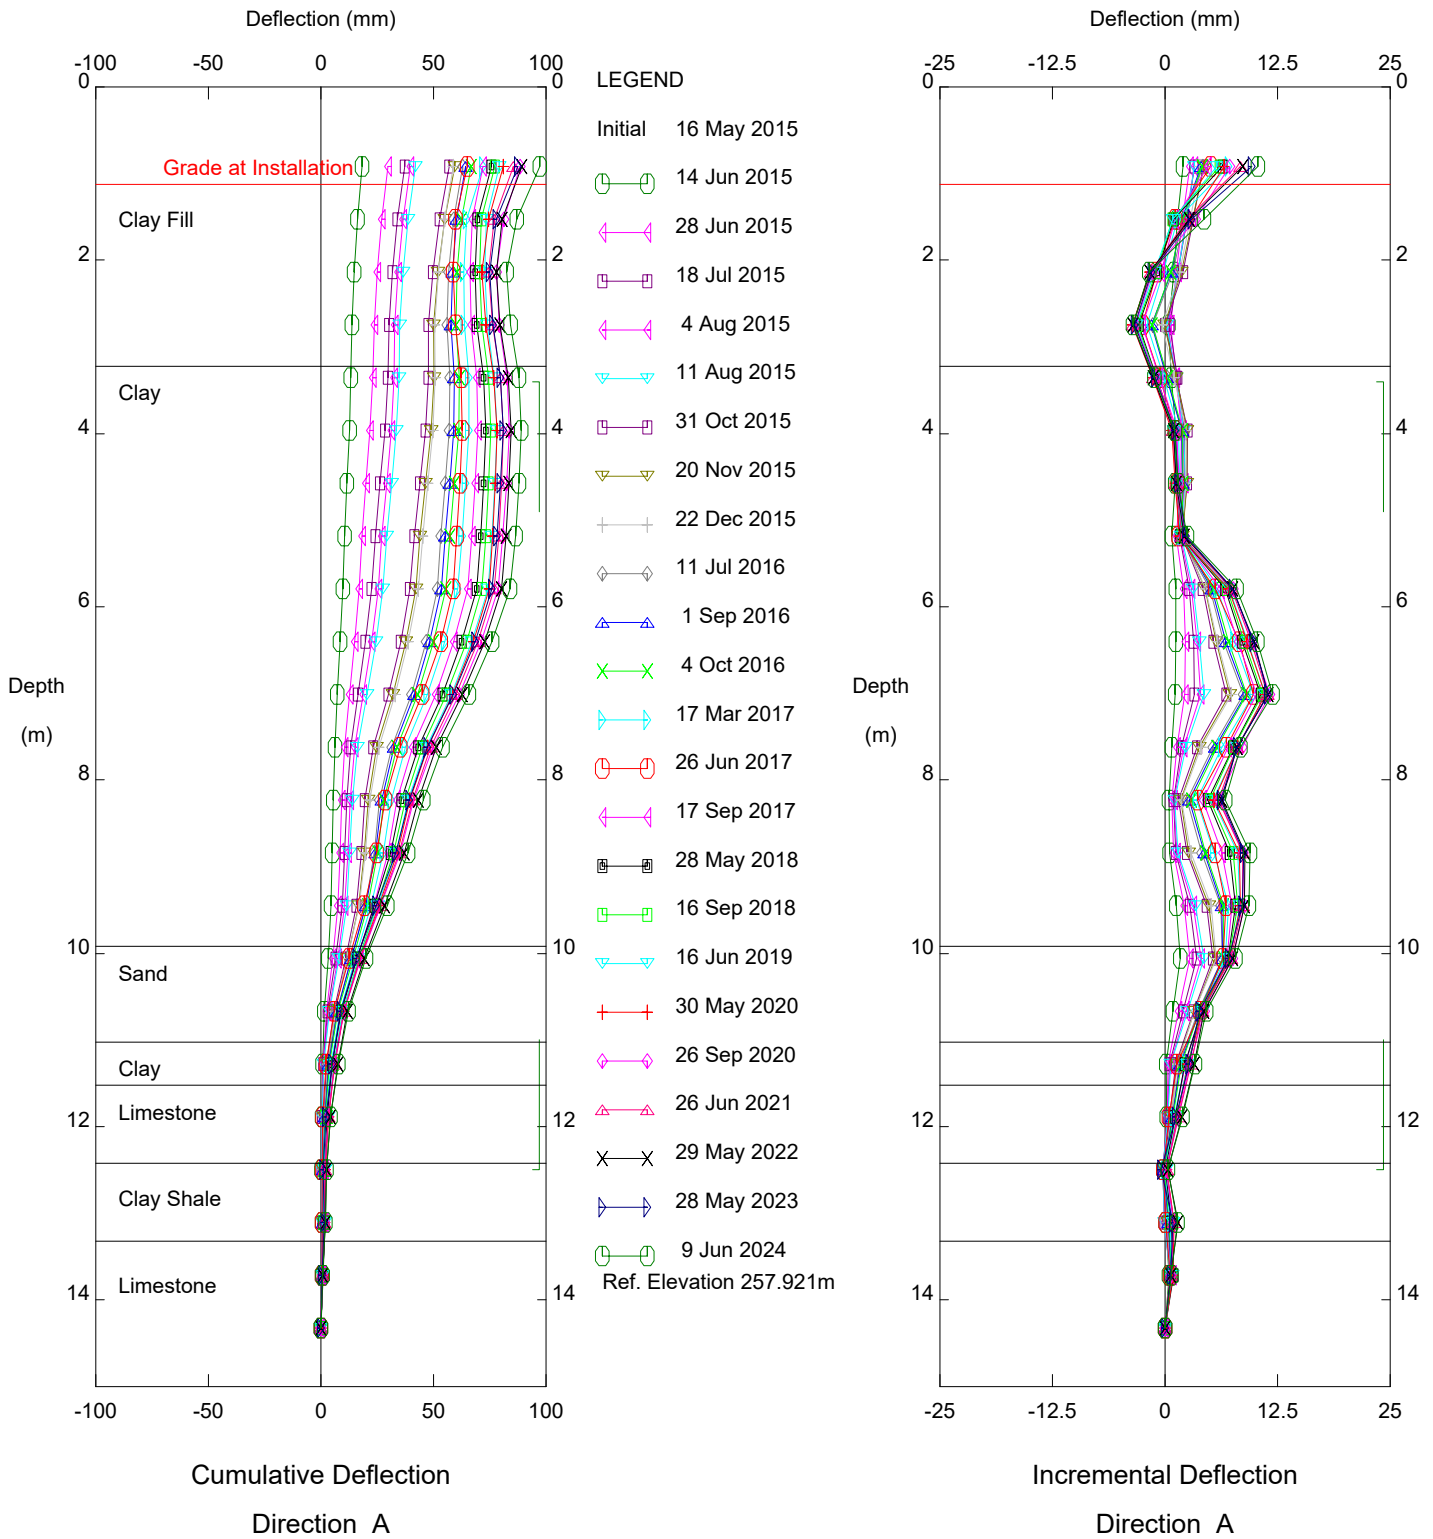 Deflection (mm)
-100 -50 0 50 100
0 0
Grade at Installation
Clay Fill
2 2
Clay
4 4
6 6
Depth
(m)
8 8
10 10
Sand
Clay
Limestone
12 12
Clay Shale
Limestone
14 14
-100 -50 0 50 100
Cumulative Deflection
Direction A
LEGEND
Initial 16 May 2015
14 Jun 2015
28 Jun 2015
18 Jul 2015
4 Aug 2015
11 Aug 2015
31 Oct 2015
20 Nov 2015
22 Dec 2015
11 Jul 2016
1 Sep 2016
4 Oct 2016
17 Mar 2017
26 Jun 2017
17 Sep 2017
28 May 2018
16 Sep 2018
16 Jun 2019
30 May 2020
26 Sep 2020
26 Jun 2021
29 May 2022
28 May 2023
9 Jun 2024
Ref. Elevation 257.921m
Deflection (mm)
-25 -12.5 0 12.5 25
0 0
2 2
4 4
6 6
Depth
(m)
8 8
10 10
12 12
14 14
-25 -12.5 0 12.5 25
Incremental Deflection
Direction A